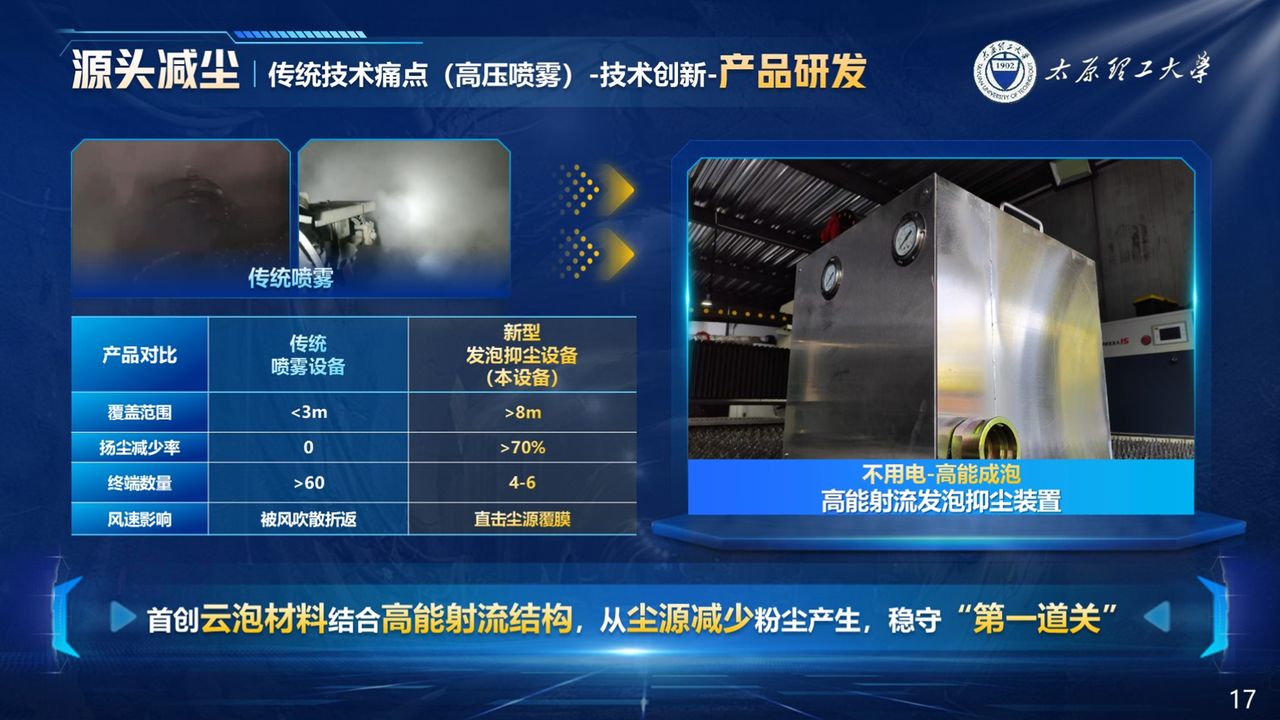 源头减尘
传统技术痛点（高压喷雾）-技术创新-产品研发
1902
太原理工大学
传统喷雾
产品对比
传统
喷雾设备
新型
发泡抑尘设备
（本设备）
覆盖范围
<3m
>8m
扬尘减少率
0
>70%
终端数量
>60
4-6
风速影响
被风吹散折返
直击尘源覆膜
不用电-高能成泡
高能射流发泡抑尘装置
首创云泡材料结合高能射流结构，从尘源减少粉尘产生，稳守“第一道关”
17